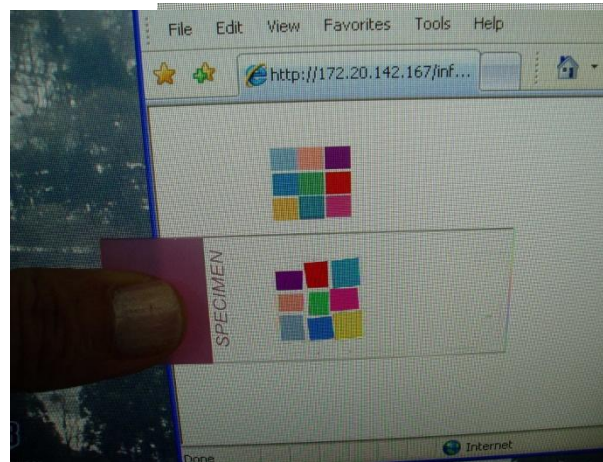 File Edit View Favorites Tools Help
http://172.20.142.167/inf...
SPECIMEN
Done
Internet